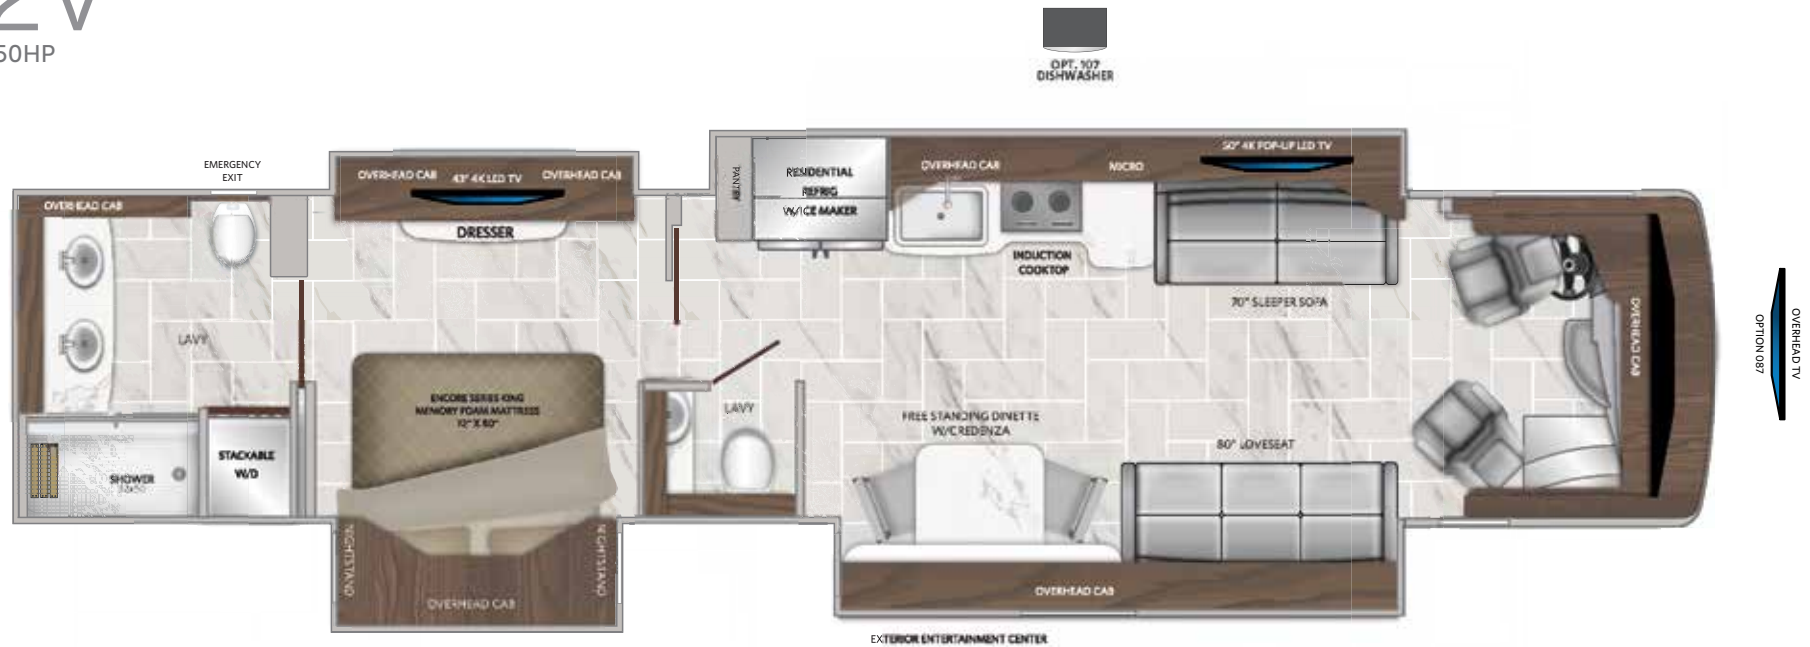 50HP
OPT. 107
DISHWASHER
EMERGENCY
EXIT
OVERHEAD CAB
OVERHEAD CAB
43" 4K LED TV
OVERHEAD CAB
DRESSER
PANTRY
RESIDENTIAL
REFRIG
W/ICE MAKER
OVERHEAD CAB
MICRO
50" 4K POP-UP LED TV
INDUCTION
COOKTOP
70" SLEEPER SOFA
OVERHEAD CAB
OVERHEAD TV
OPTION 087
LAVY
ENCORE SERIES KING
MEMORY FOAM MATTRESS
72" X 80"
LAVY
FREE STANDING DINETTE
W/CREDENZA
80" LOVESEAT
SHOWER
STACKABLE
W/D
NIGHTSTAND
NIGHTSTAND
OVERHEAD CAB
OVERHEAD CAB
EXTERIOR ENTERTAINMENT CENTER